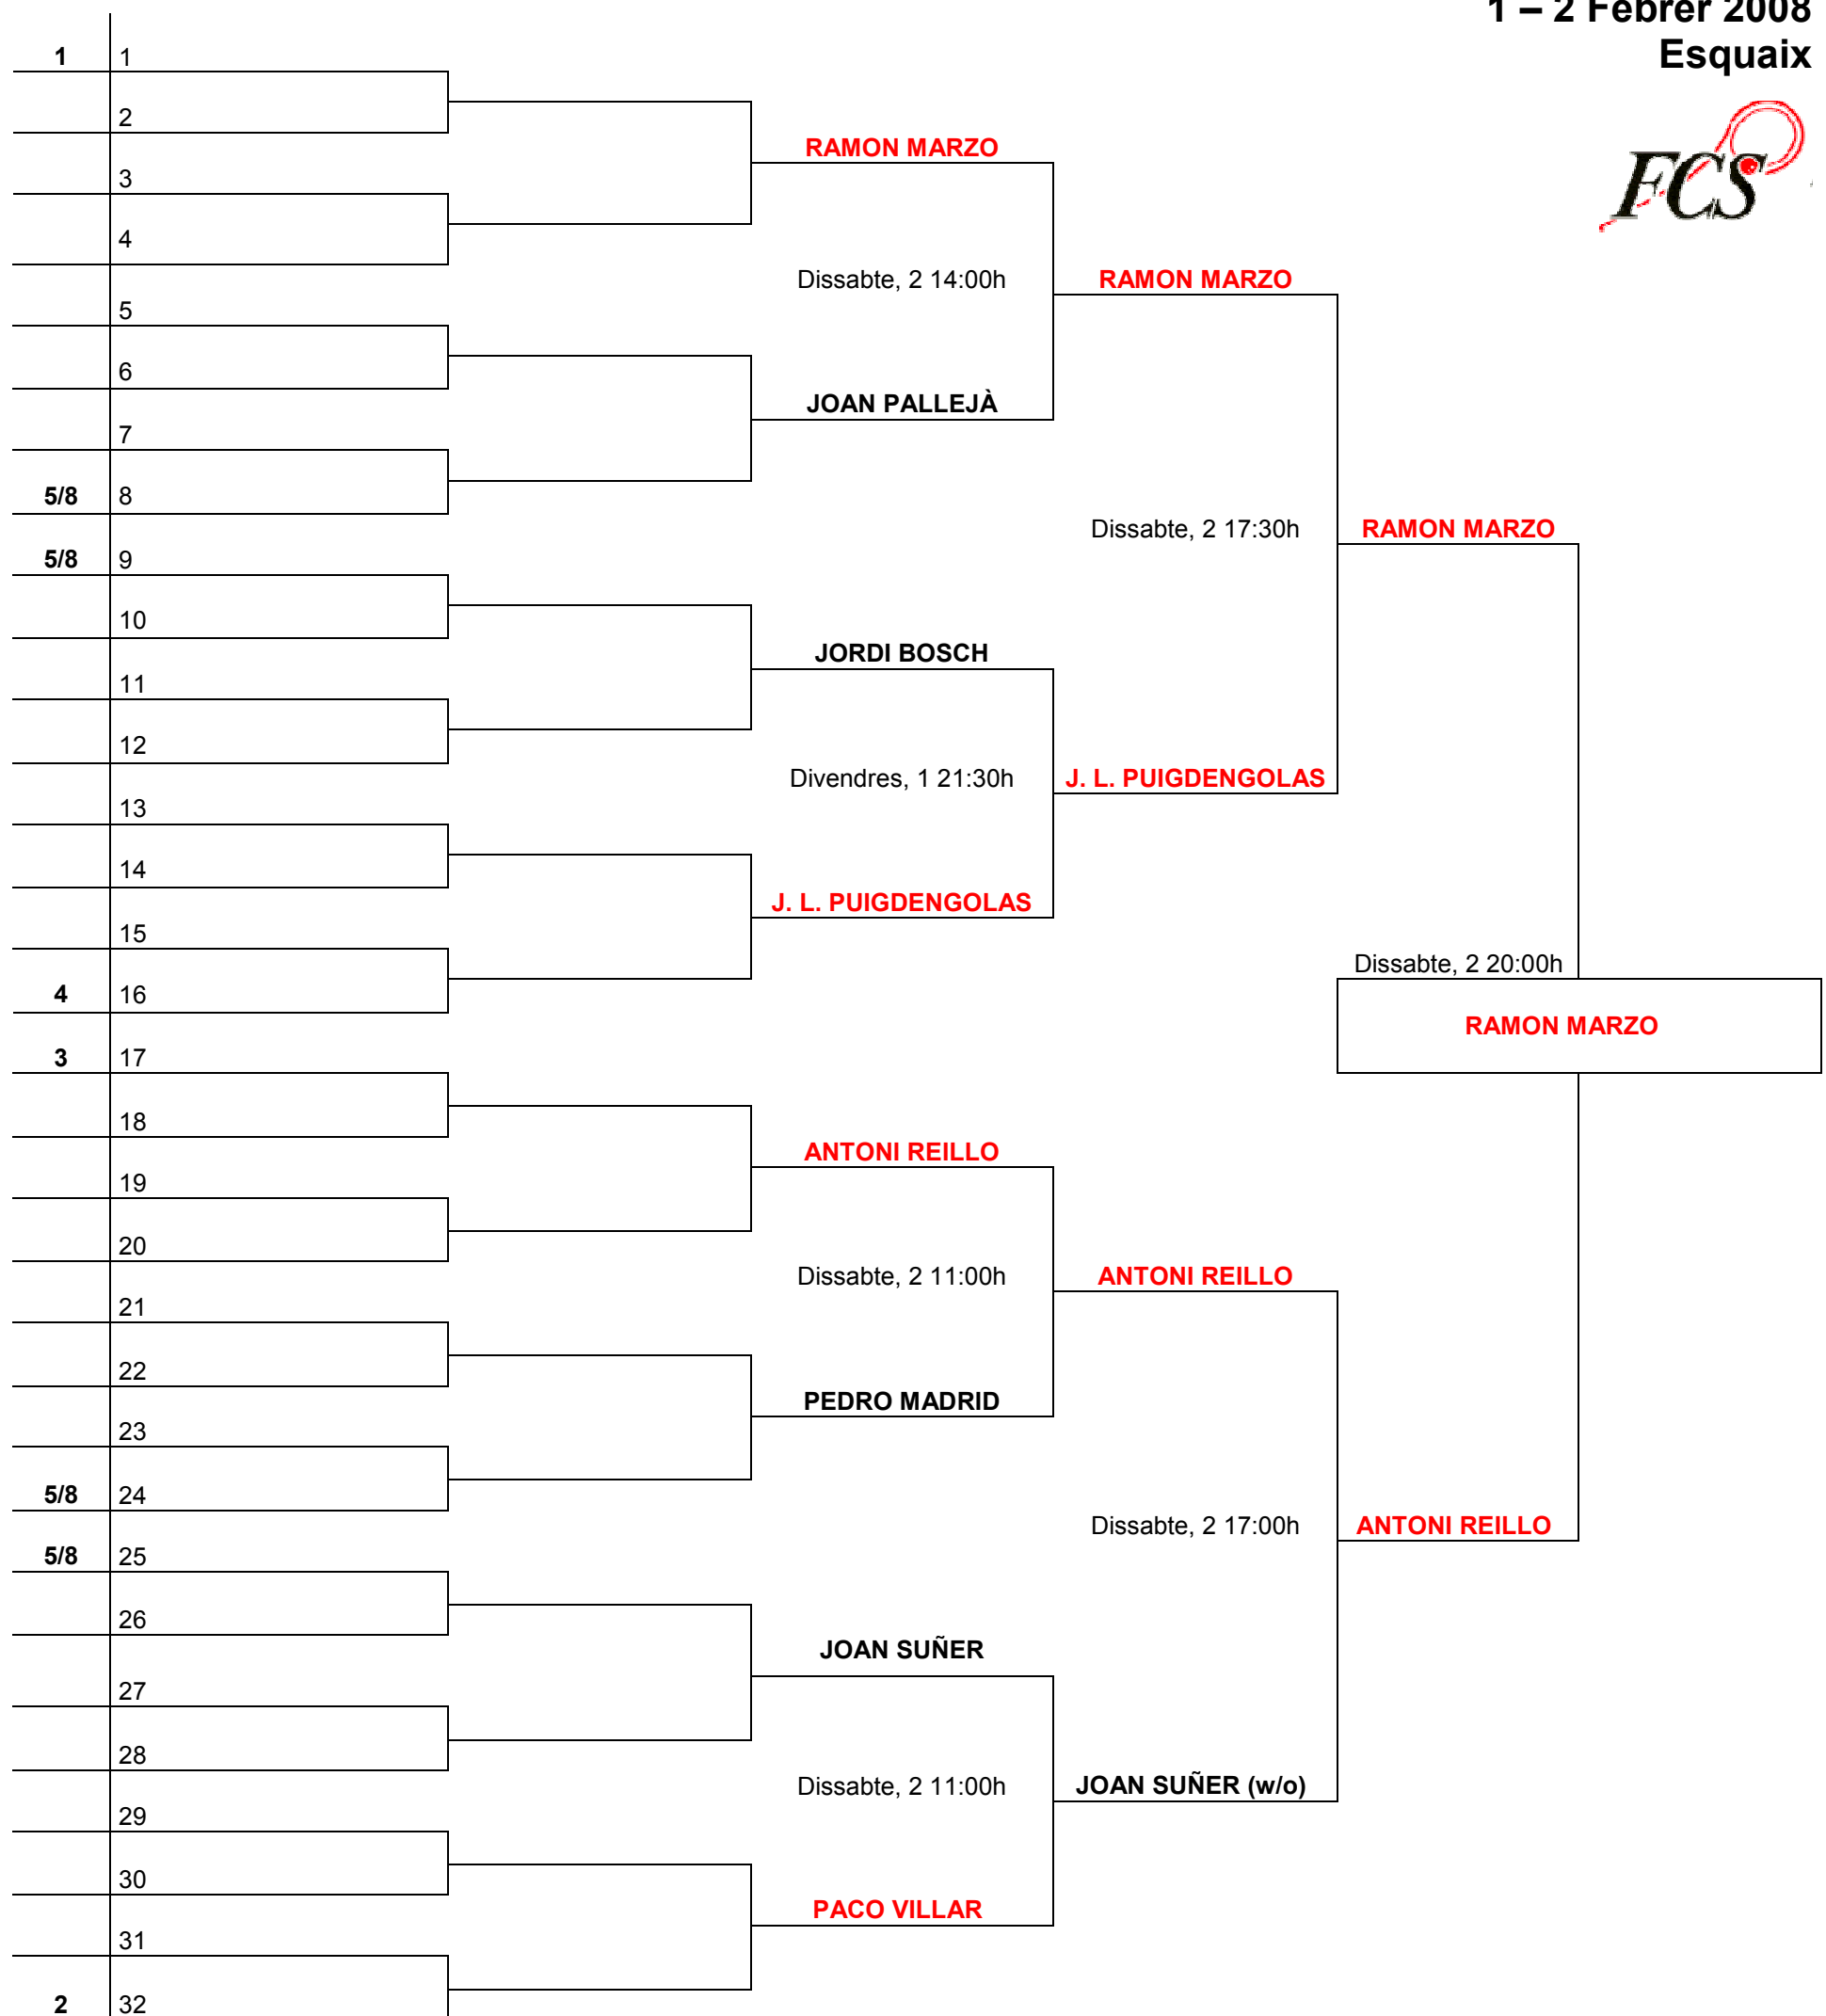 1 – 2 Febrer 2008
Esquaix
FCS
1 1
2
RAMON MARZO
3
4
Dissabte, 2 14:00h RAMON MARZO
5
6
JOAN PALLEJÀ
7
5/8 8
Dissabte, 2 17:30h RAMON MARZO
5/8 9
10
JORDI BOSCH
11
12
Divendres, 1 21:30h J. L. PUIGDENGOLAS
13
14
J. L. PUIGDENGOLAS
15
Dissabte, 2 20:00h
4 16
RAMON MARZO
3 17
18
ANTONI REILLO
19
20
Dissabte, 2 11:00h ANTONI REILLO
21
22
PEDRO MADRID
23
5/8 24
Dissabte, 2 17:00h ANTONI REILLO
5/8 25
26
JOAN SUÑER
27
28
Dissabte, 2 11:00h JOAN SUÑER (w/o)
29
30
PACO VILLAR
31
2 32